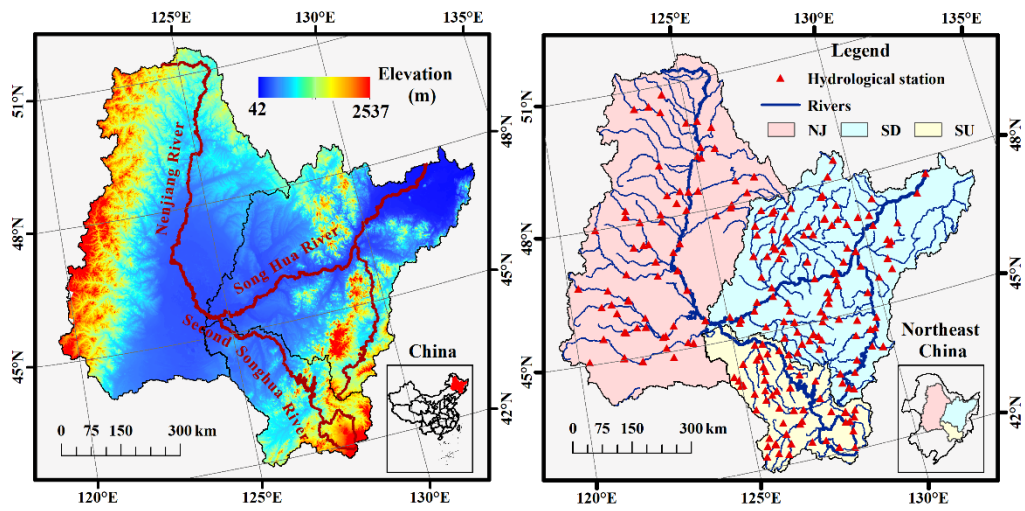 125°E
130°E
135°E
51°N
48°N
45°N
48°N
45°N
42°N
Elevation
(m)
42
2537
Nenjiang River
Song Hua River
Second Songhua River
China
0 75 150 300 km
120°E
125°E
130°E
125°E
130°E
135°E
51°N
48°N
45°N
48°N
45°N
42°N
Legend
Hydrological station
Rivers
NJ
SD
SU
Northeast
China
0 75 150 300 km
120°E
125°E
130°E